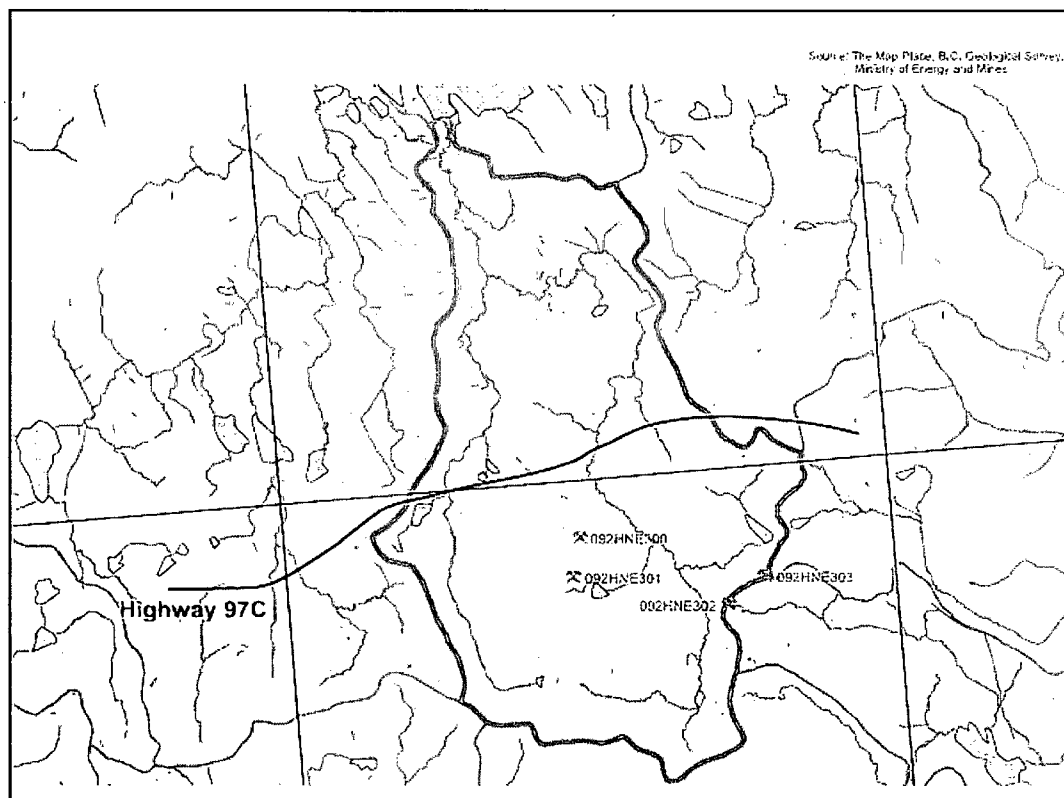 Source: The Map Place, B.C. Geological Survey,
Ministry of Energy and Mines
092HNE300
092HNE301
092HNE303
092HNE302
Highway 97C